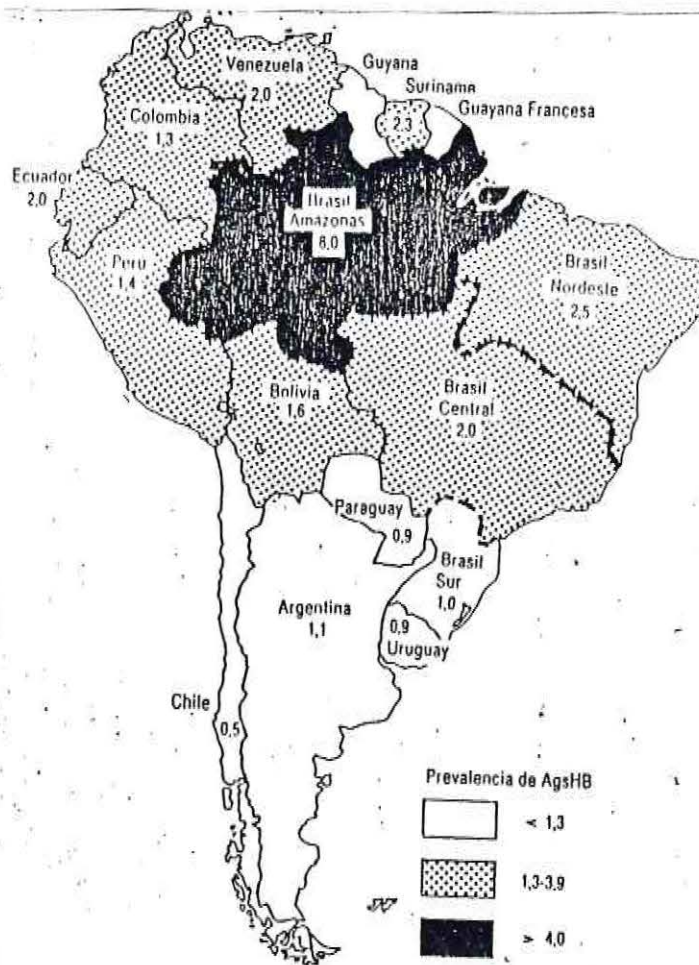 Guyana
Venezuela
2,0
Surinama
Guayana Francesa
2,3
Colombia
1,3
Ecuador
2,0
Brasil
Amazonas
8,0
Perú
1,4
Brasil
Nordeste
2,5
Bolivia
1,6
Brasil
Central
2,0
Paraguay
0,9
Brasil
Sur
1,0
Argentina
1,1
0,9
Uruguay
Chile
0,5
Prevalencia de AgsHB
< 1,3
1,3-3,9
> 4,0